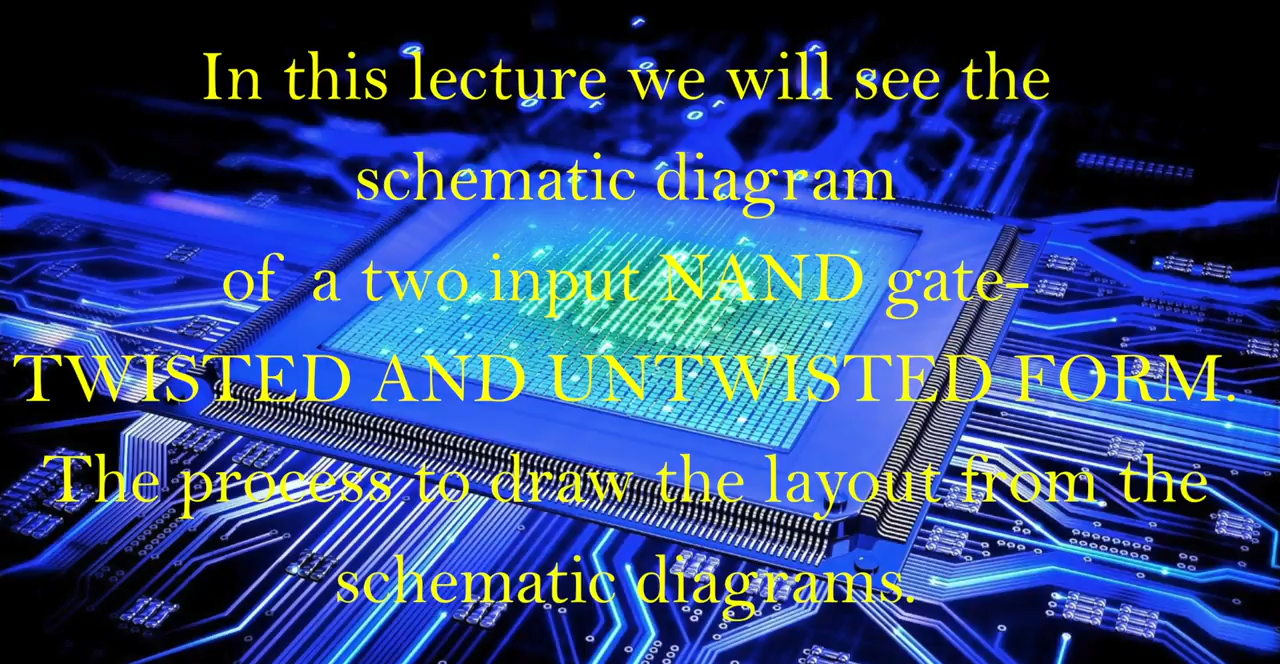 In this lecture we will see the
schematic diagram
of a two input NAND gate-
TWISTED AND UNTWISTED FORM.
The process to draw the layout from the
schematic diagrams.